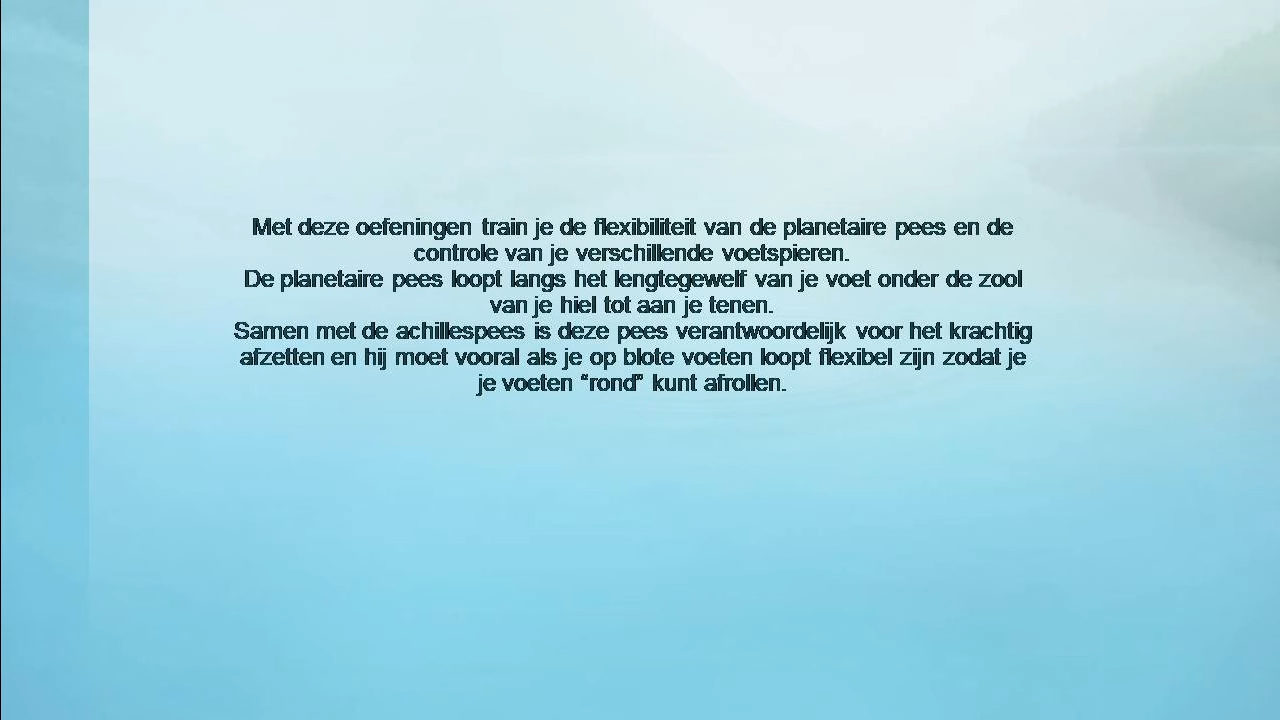 Met deze oefeningen train je de flexibiliteit van de planetaire pees en de
controle van je verschillende voetspieren.
De planetaire pees loopt langs het lengtegewelf van je voet onder de zool
van je hiel tot aan je tenen.
Samen met de achillespees is deze pees verantwoordelijk voor het krachtig
afzetten en hij moet vooral als je op blote voeten loopt flexibel zijn zodat je
je voeten “rond” kunt afrollen.